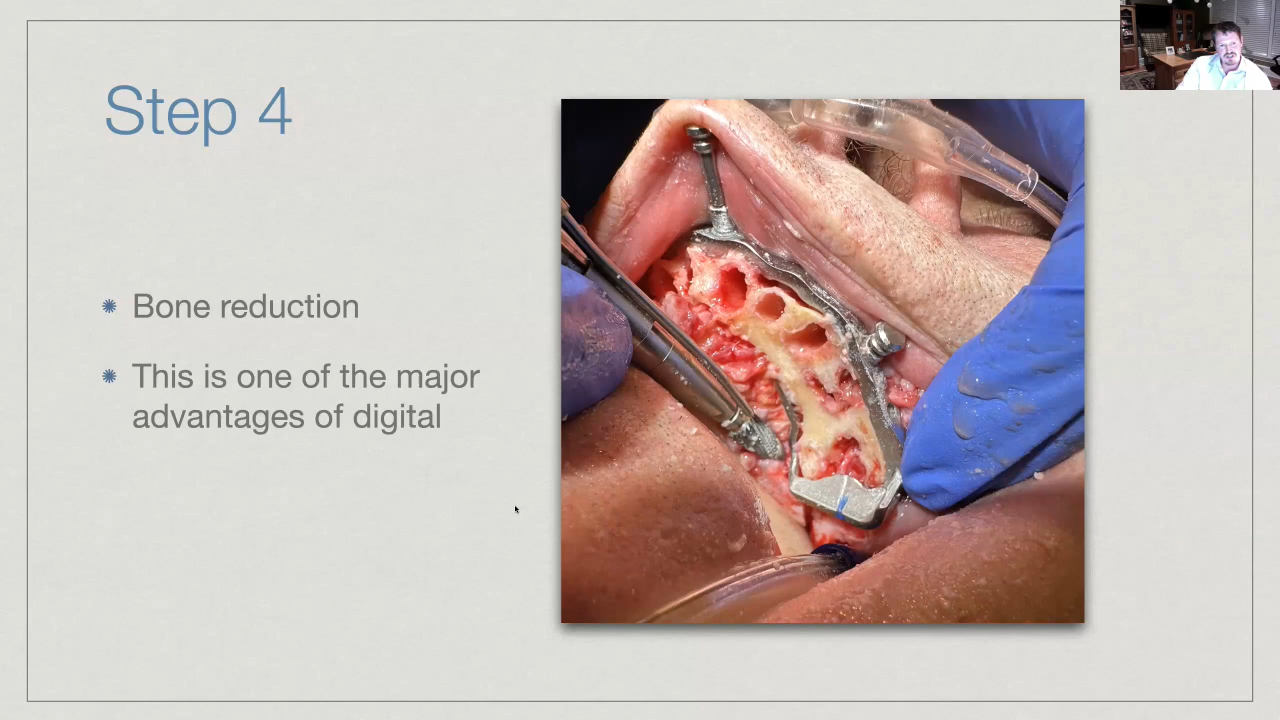 Step 4
Bone reduction
This is one of the major
advantages of digital